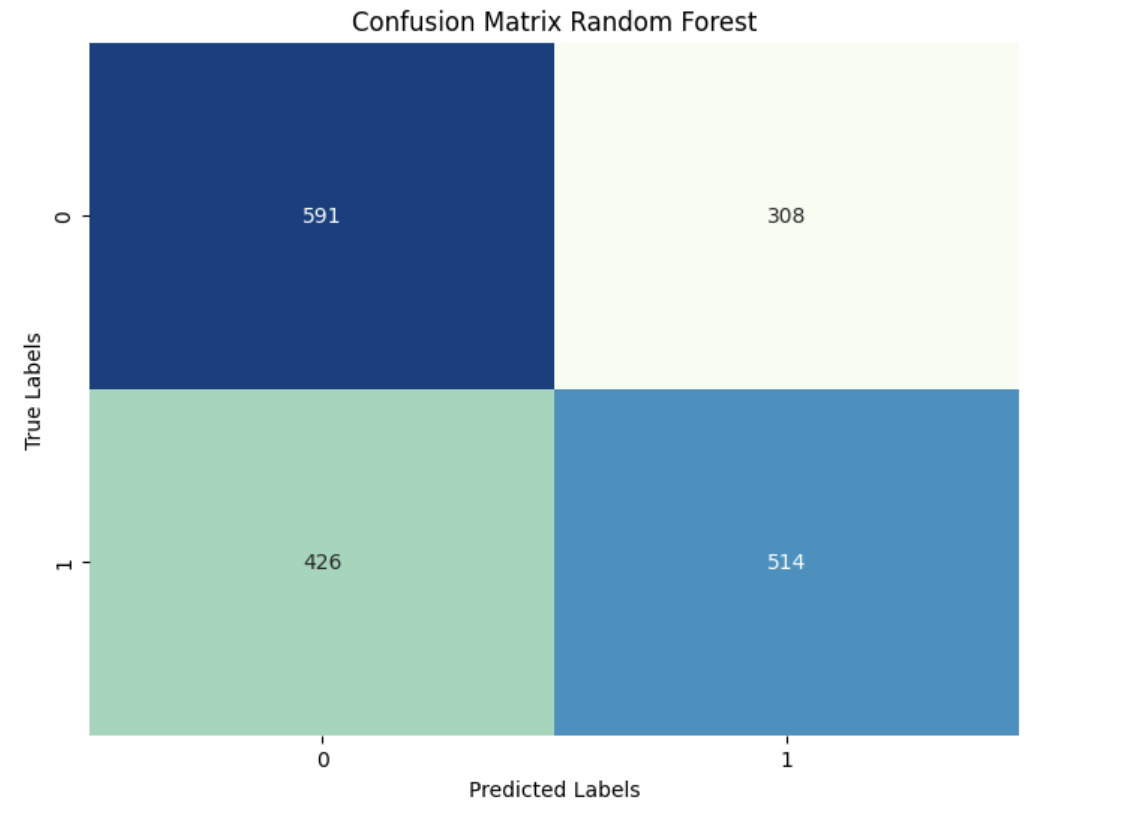 Confusion Matrix Random Forest
0
591
308
True Labels
1
426
514
0
1
Predicted Labels